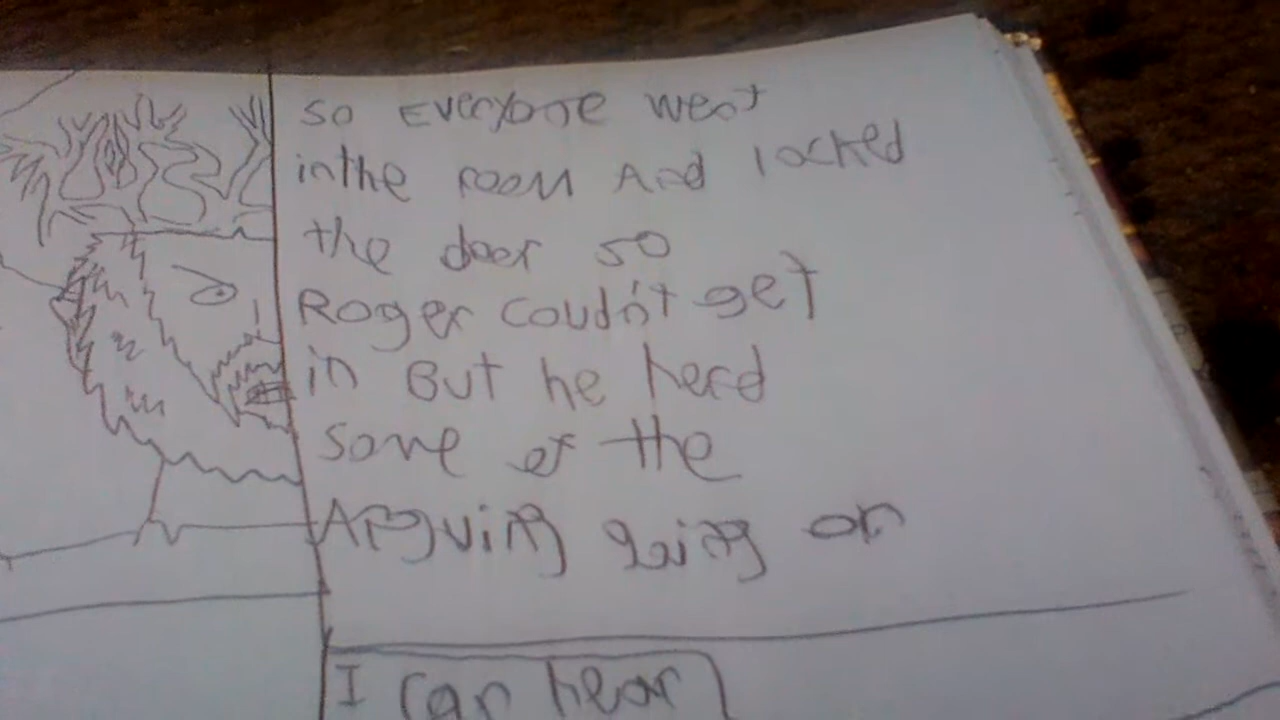 So Everyone went
inthe room And locked
the door so
Roger coudn't get
in But he herd
some of the
Arguing going on
I can hear